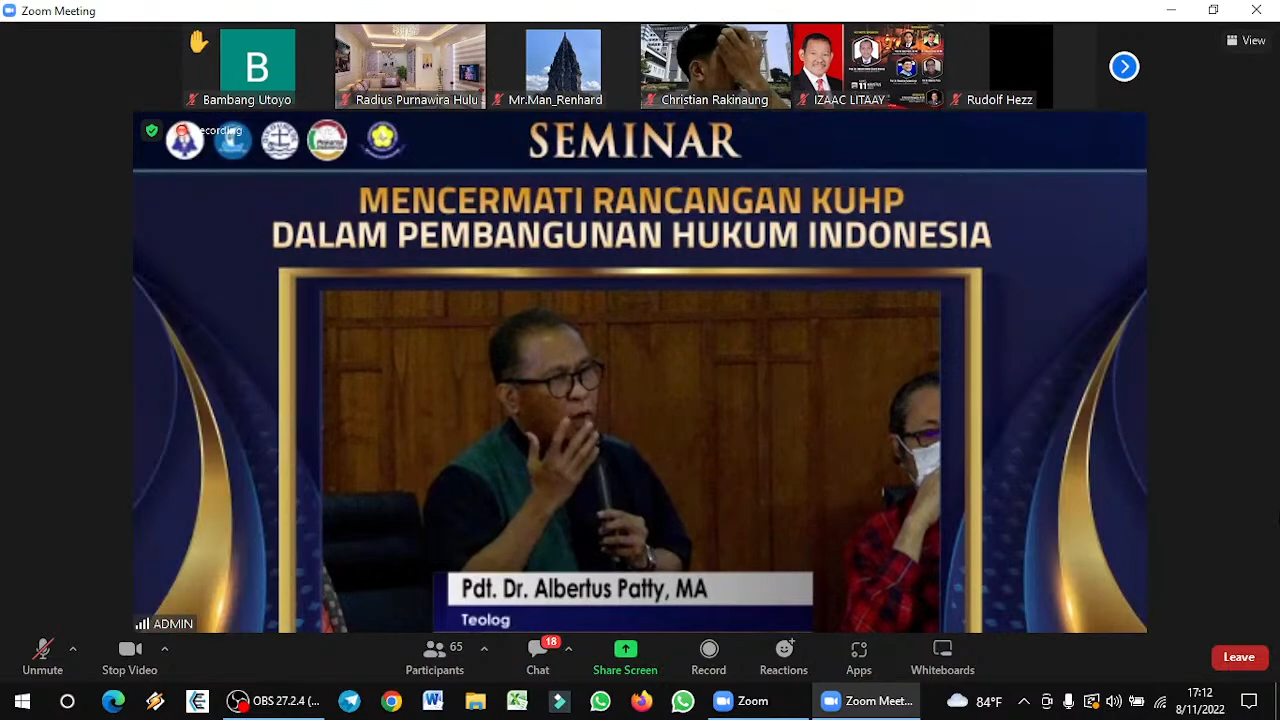 Zoom Meeting
View
B
Bambang Utoyo
Radius Purnawira Hulu
Mr.Man_Renhard
Christian Rakinaung
IZAAC LITAAY
Rudolf Hezz
Recording
SEMINAR
MENCERMATI RANCANGAN KUHP
DALAM PEMBANGUNAN HUKUM INDONESIA
Pdt. Dr. Albertus Patty, MA
Teolog
ADMIN
Unmute
Stop Video
65
Participants
18
Chat
Share Screen
Record
Reactions
Apps
Whiteboards
Leave
OBS 27.2.4 (...
Zoom
Zoom Meet...
84°F
17:12
8/11/2022